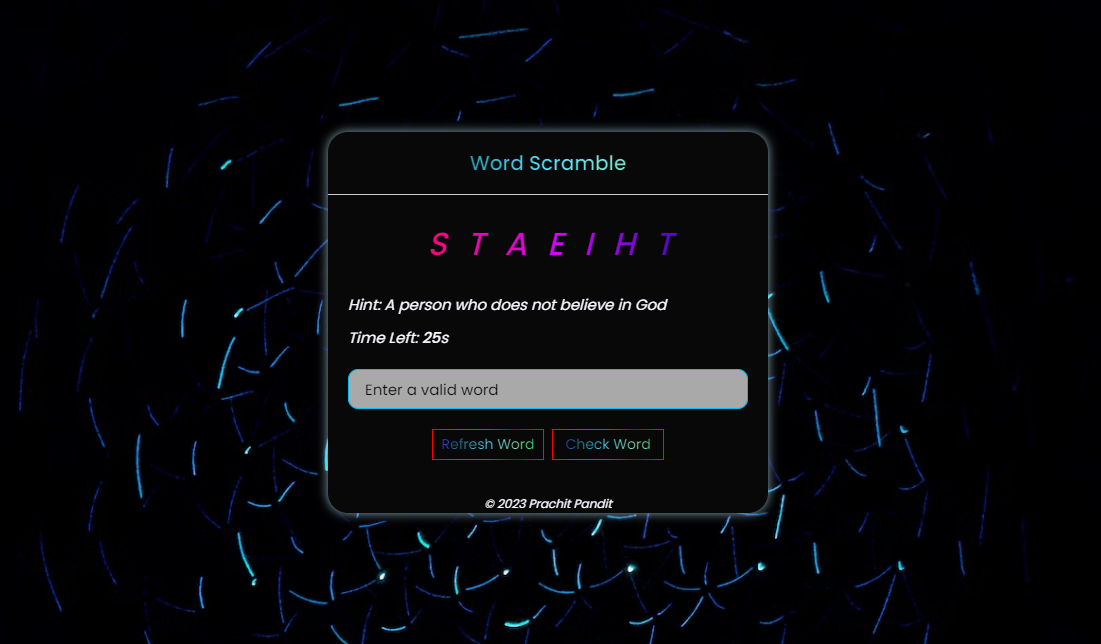 Word Scramble
S T A E I H T
Hint: A person who does not believe in God
Time Left: 25s
Enter a valid word
Refresh Word Check Word
© 2023 Prachit Pandit